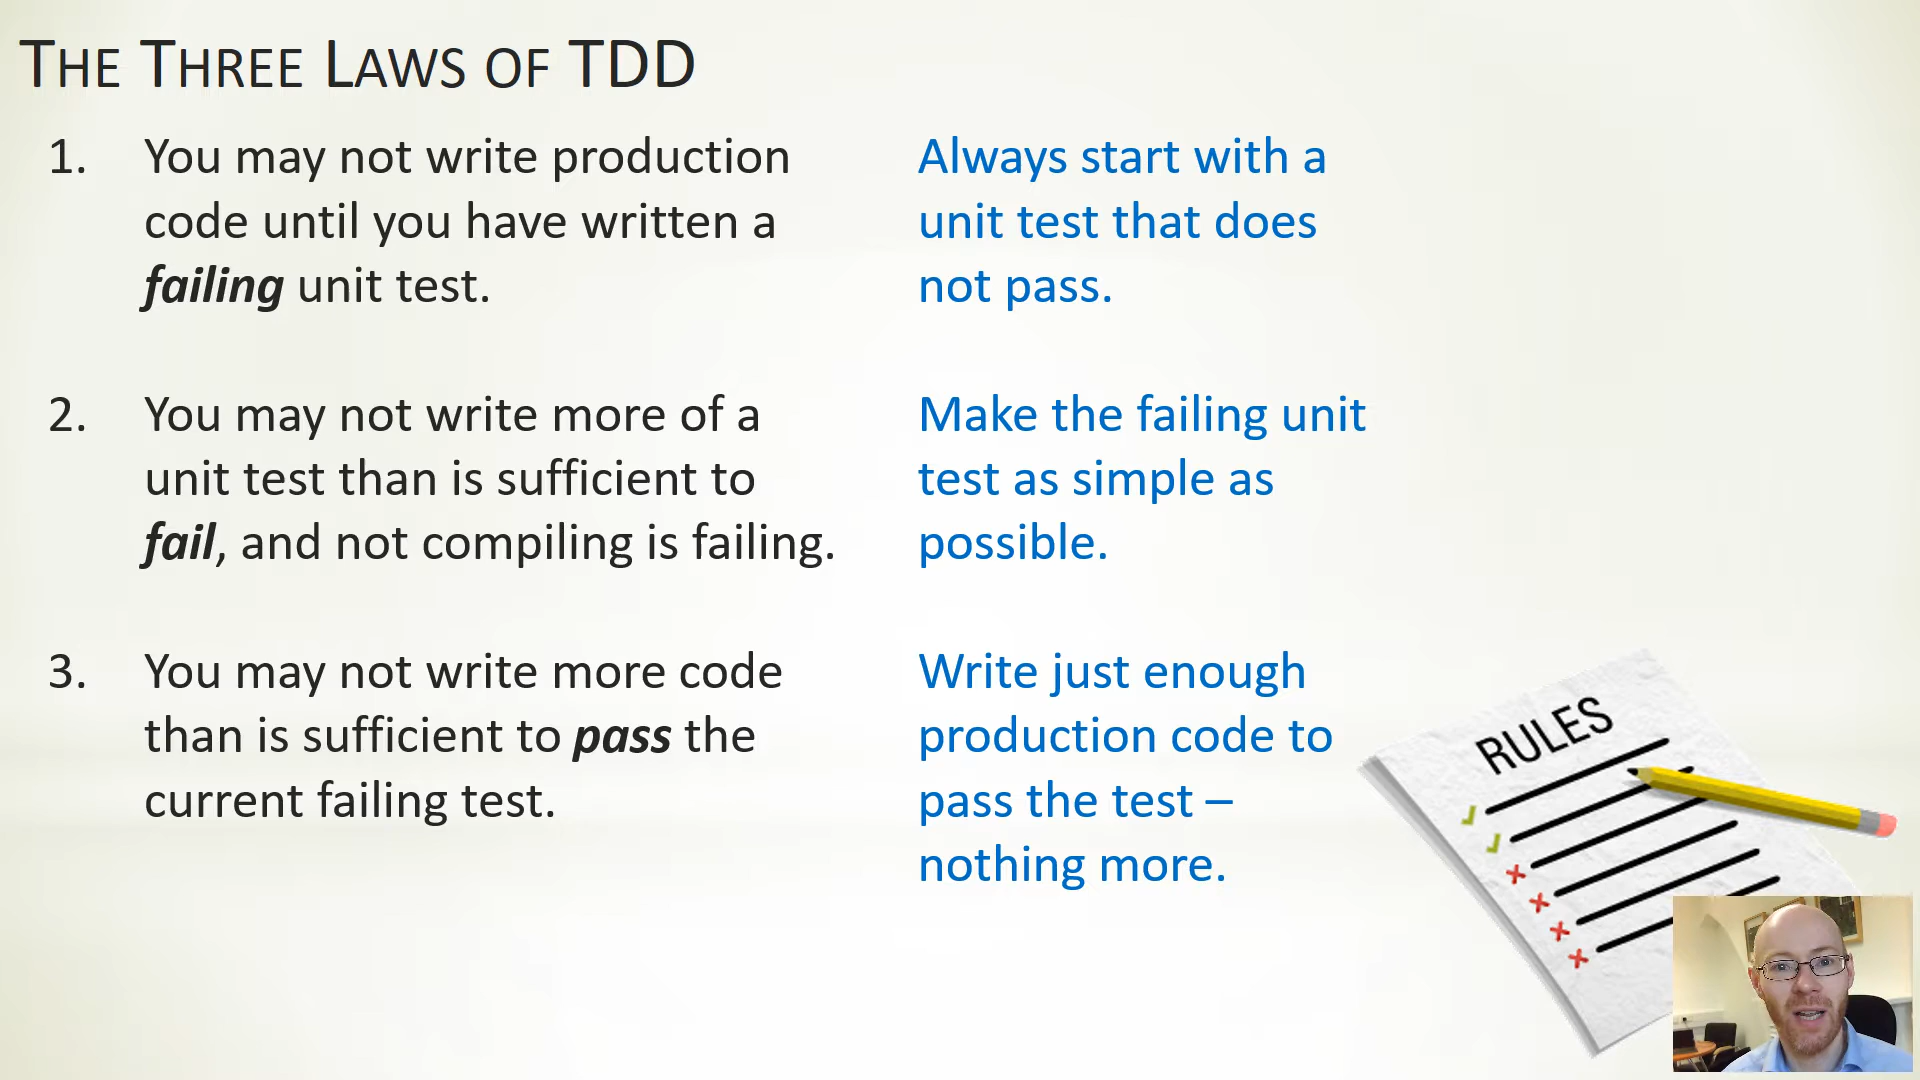 THE THREE LAWS OF TDD
1. You may not write production
code until you have written a
failing unit test.
Always start with a
unit test that does
not pass.
2. You may not write more of a
unit test than is sufficient to
fail, and not compiling is failing.
Make the failing unit
test as simple as
possible.
3. You may not write more code
than is sufficient to pass the
current failing test.
Write just enough
production code to
pass the test –
nothing more.
RULES